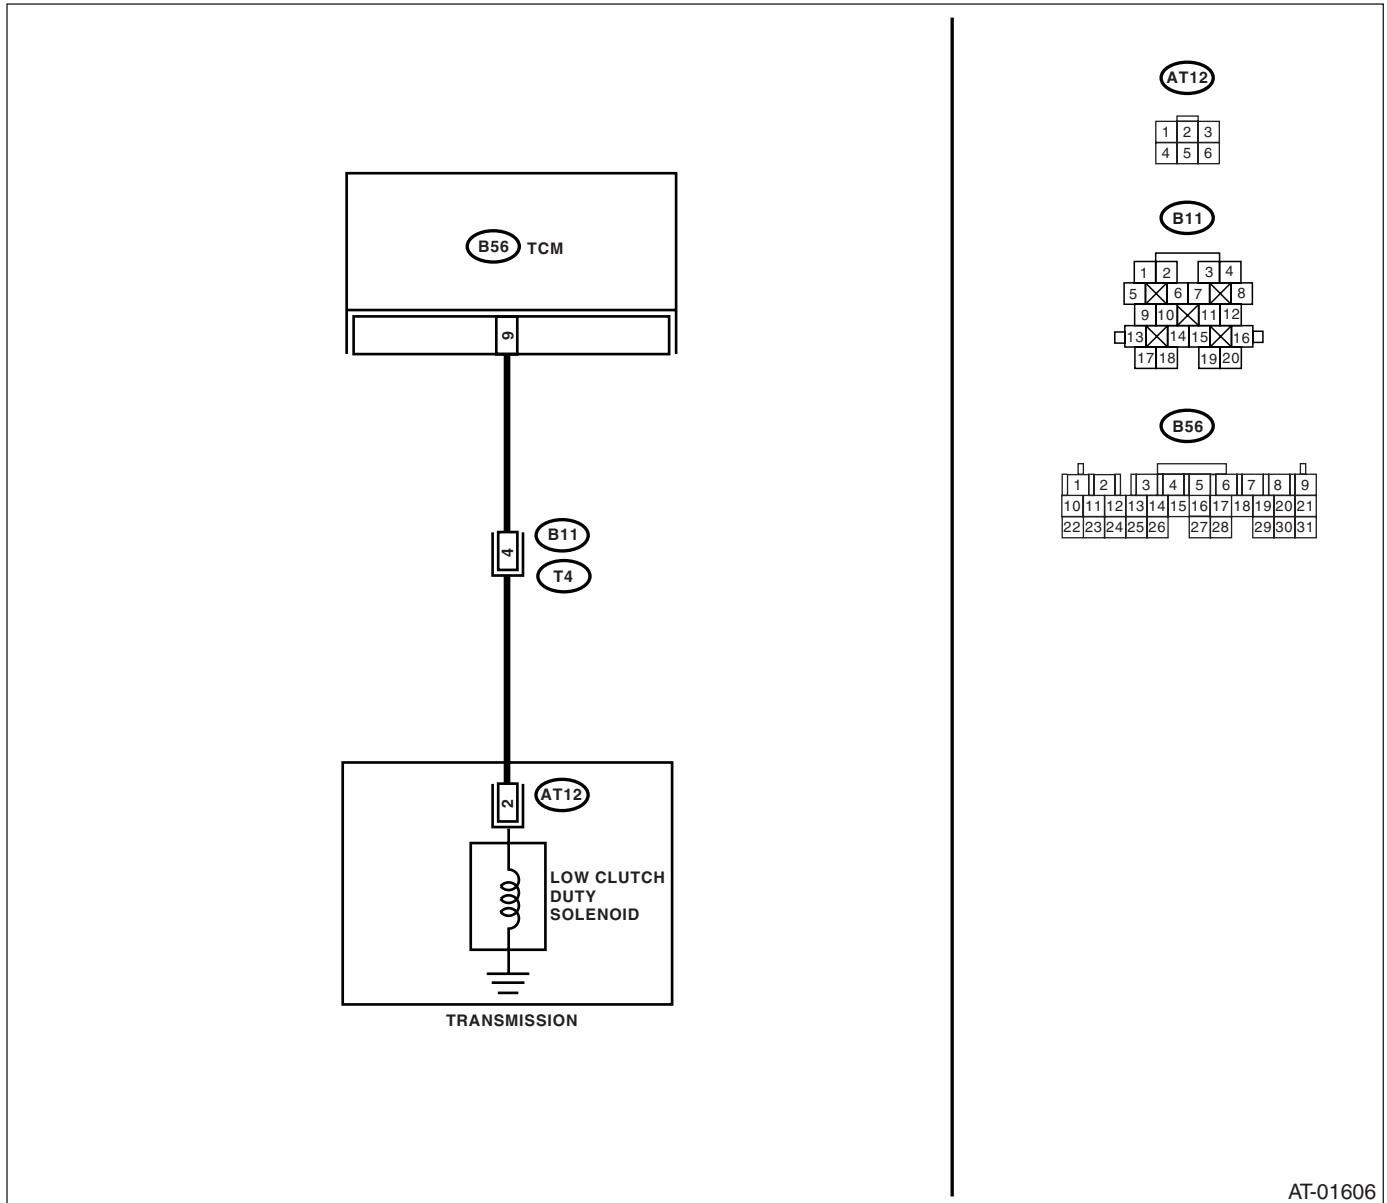 B56 TCM
9
4
B11
T4
2
AT12
LOW CLUTCH
DUTY
SOLENOID
TRANSMISSION
AT12
1 2 3
4 5 6
B11
1 2 3 4
5 6 7 8
9 10 11 12
13 14 15 16
17 18 19 20
B56
1 2 3 4 5 6 7 8 9
10 11 12 13 14 15 16 17 18 19 20 21
22 23 24 25 26 27 28 29 30 31
AT-01606